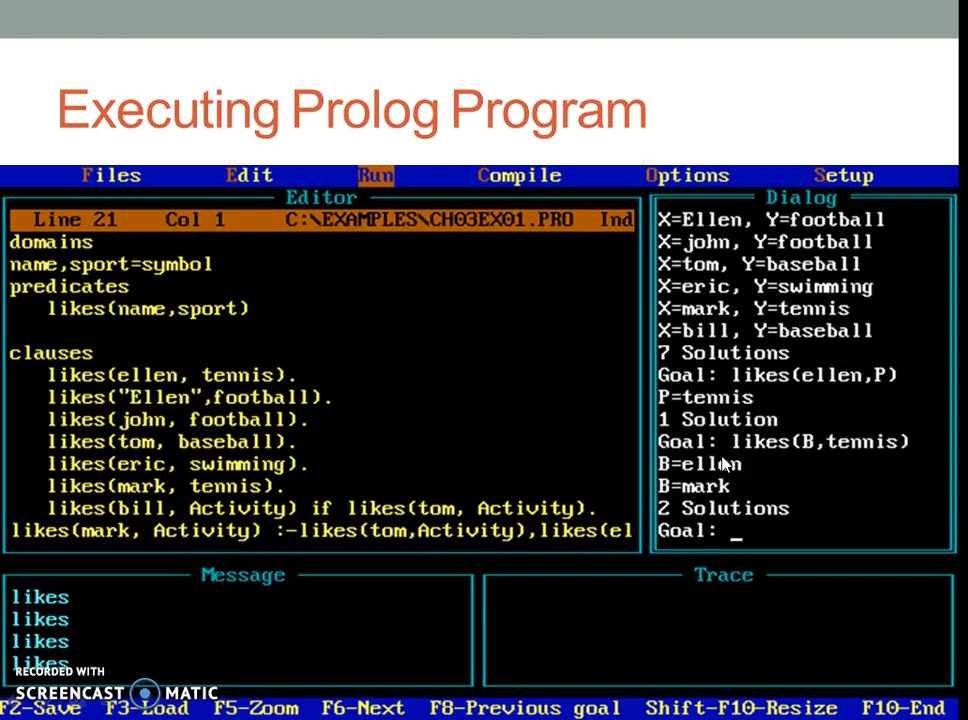 Executing Prolog Program
Files Edit Run Compile Options Setup
Editor
Line 21 Col 1 C:\EXAMPLES\CH03EX01.PRO Ind
domains
name,sport=symbol
predicates
likes(name,sport)
clauses
likes(ellen, tennis).
likes("Ellen",football).
likes(john, football).
likes(tom, baseball).
likes(eric, swimming).
likes(mark, tennis).
likes(bill, Activity) if likes(tom, Activity).
likes(mark, Activity) :-likes(tom,Activity),likes(el
Dialog
X=Ellen, Y=football
X=john, Y=football
X=tom, Y=baseball
X=eric, Y=swimming
X=mark, Y=tennis
X=bill, Y=baseball
7 Solutions
Goal: likes(ellen,P)
P=tennis
1 Solution
Goal: likes(B,tennis)
B=ellen
B=mark
2 Solutions
Goal: _
Message
likes
likes
likes
likes
Trace
RECORDED WITH
SCREENCAST MATIC
F2-Save F3-Load F5-Zoom F6-Next F8-Previous goal Shift-F10-Resize F10-End